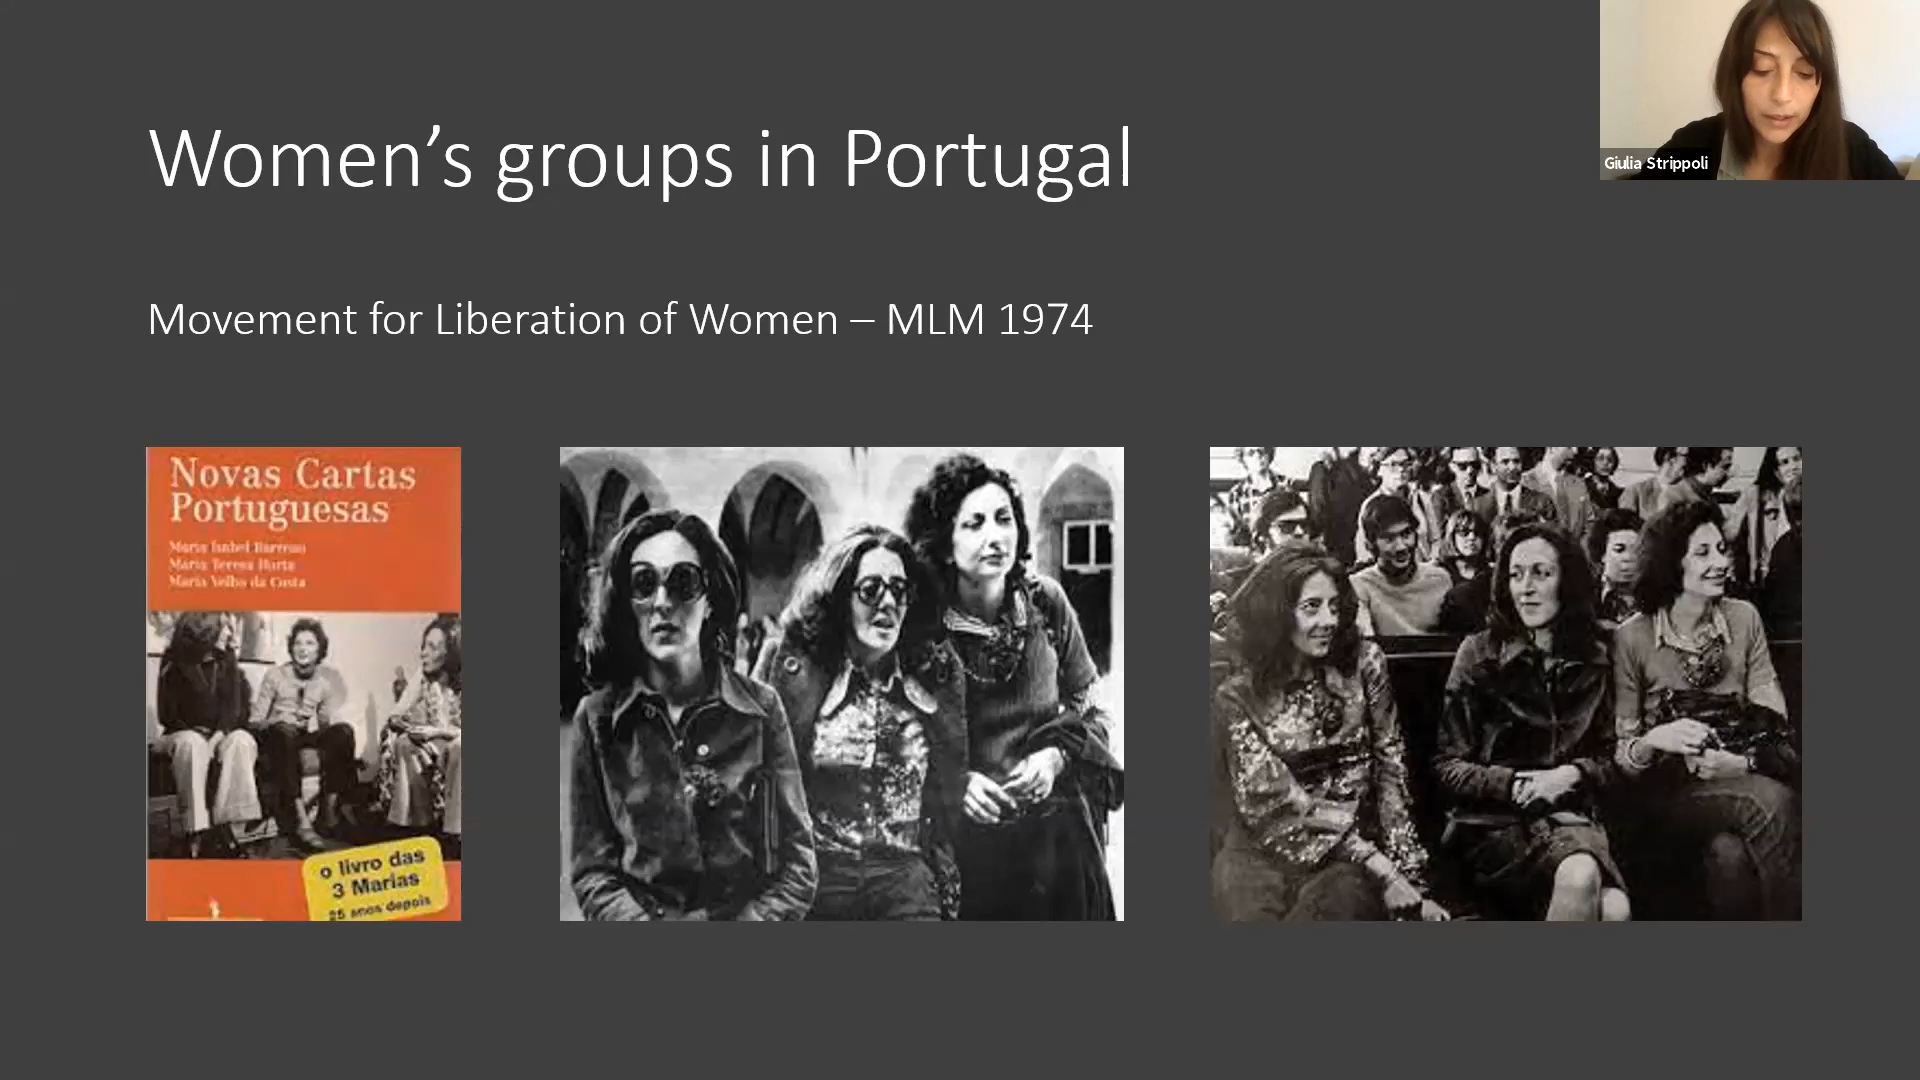 Women’s groups in Portugal
Giulia Strippoli
Movement for Liberation of Women – MLM 1974
Novas Cartas
Portuguesas
Maria Isabel Barreno
Maria Teresa Horta
Maria Velho da Costa
o livro das
3 Marias
25 anos depois